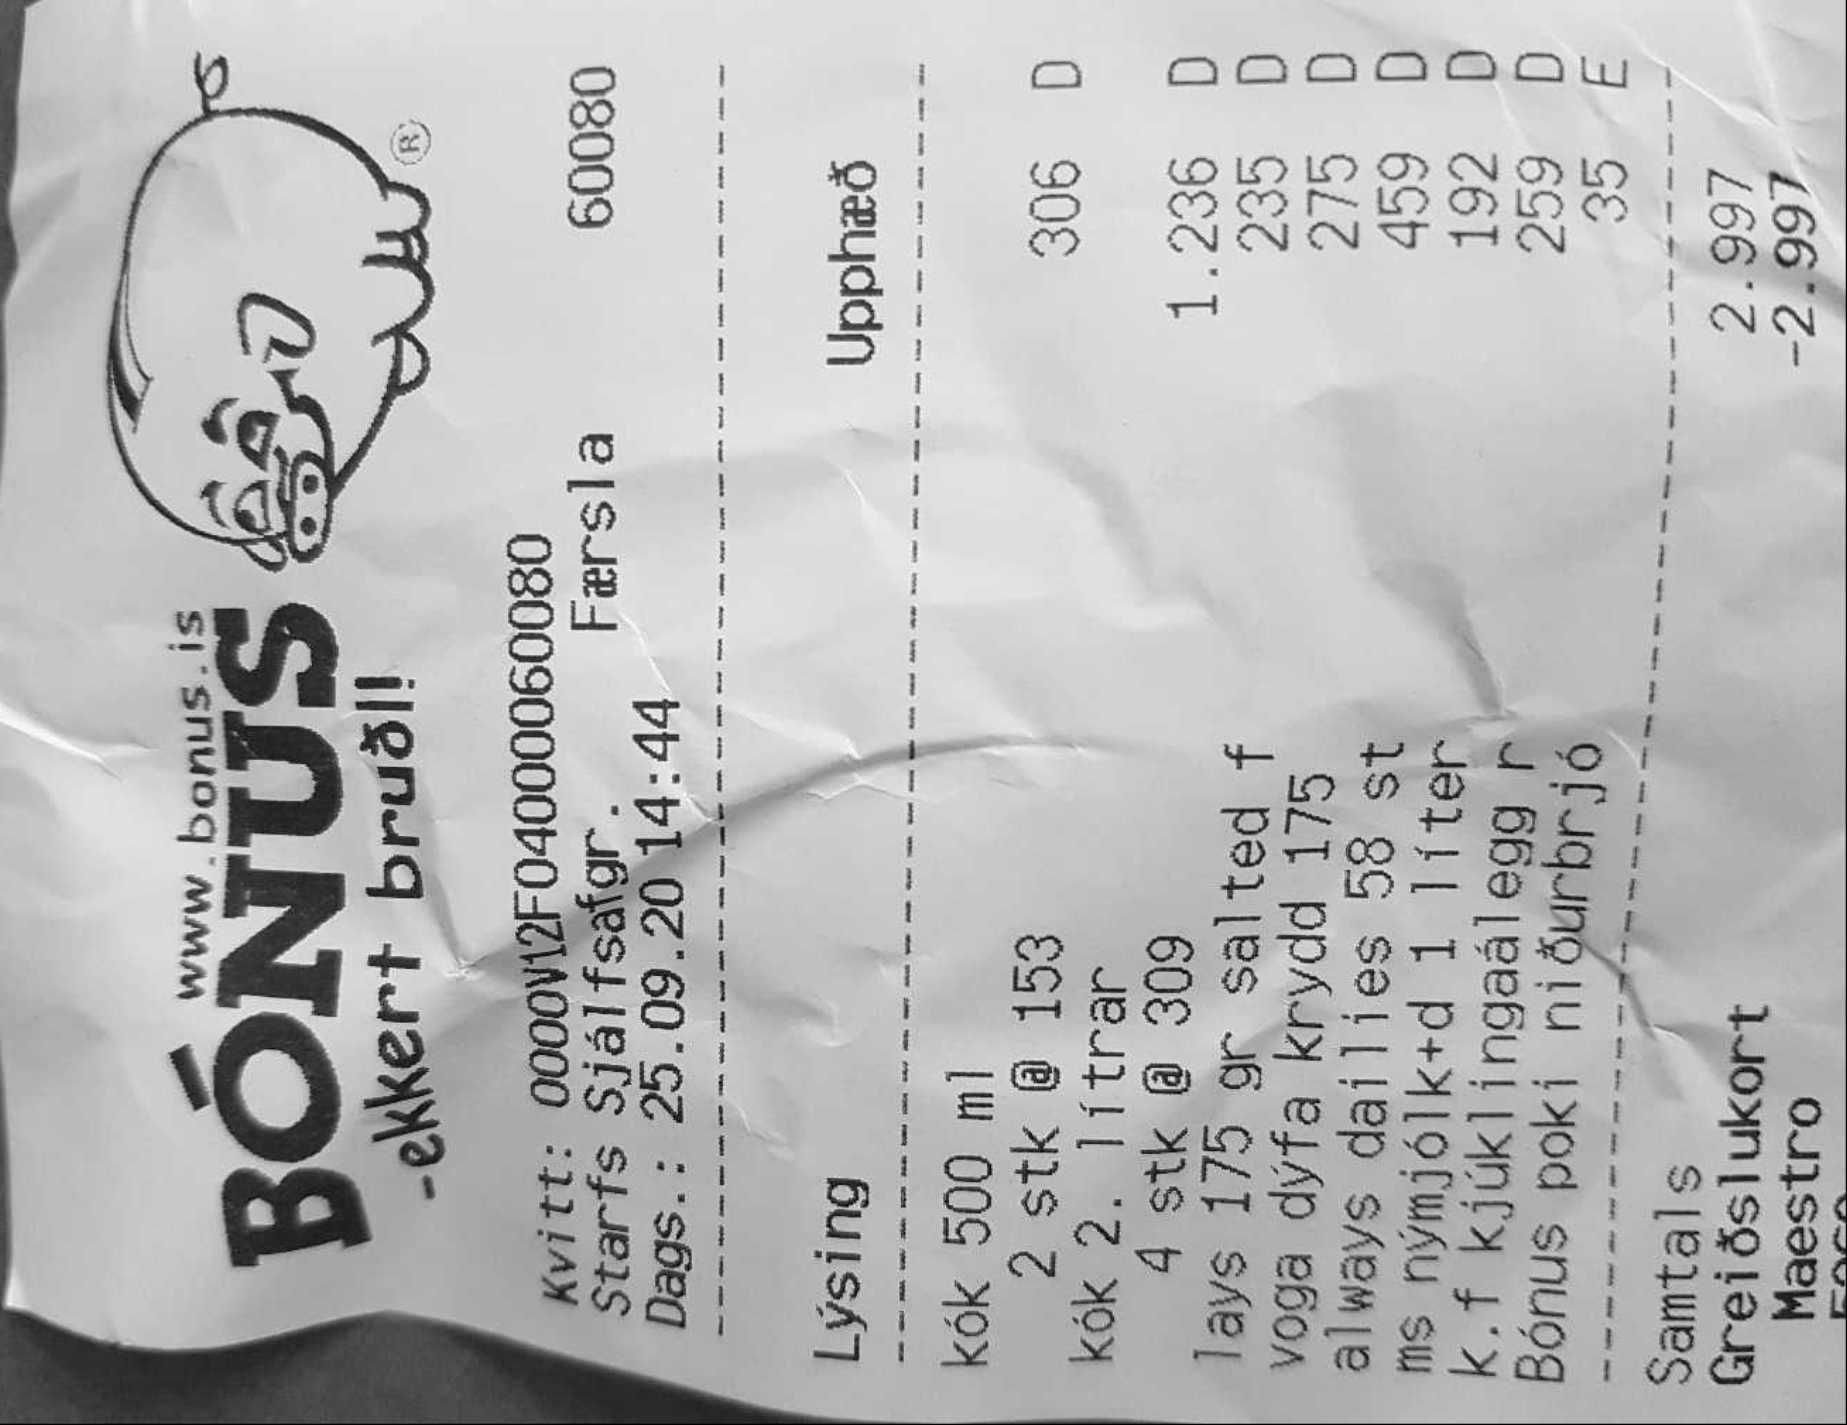 www.bonus.is
BÓNUS
-ekkert bruðl!
®
Kvitt: 0000V12F04000060080
Starfs Sjálfsafgr. Færsla 60080
Dags.: 25.09.20 14:44
Lýsing Upphæð
kók 500 ml
2 stk @ 153 306 D
kók 2. lítrar
4 stk @ 309 1.236 D
lays 175 gr salted f 235 D
voga dýfa krydd 175 275 D
always dailies 58 st 459 D
ms nýmjólk+d 1 líter 192 D
k.f kjúklingaálegg r 259 D
Bónus poki niðurbrjó 35 E
Samtals 2.997
Greiðslukort -2.997
Maestro